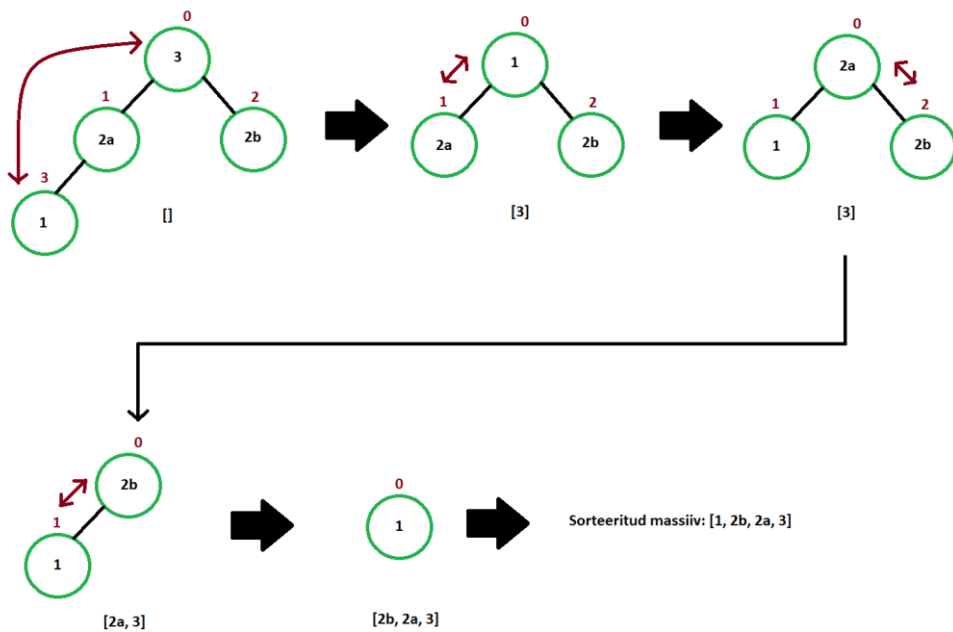 0
3
1
2a
2
2b
3
1
[]
0
1
1
2a
2
2b
[3]
0
2a
1
1
2
2b
[3]
0
2b
1
1
[2a, 3]
0
1
[2b, 2a, 3]
Sorteeritud massiiv: [1, 2b, 2a, 3]